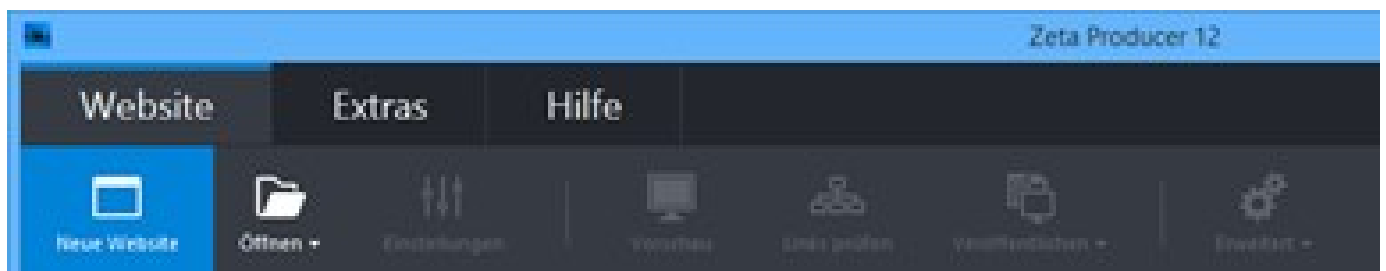 Zeta Producer 12
Website Extras Hilfe
Neue Website Öffnen Einstellungen Vorschau Links prüfen Veröffentlichen Erweitert